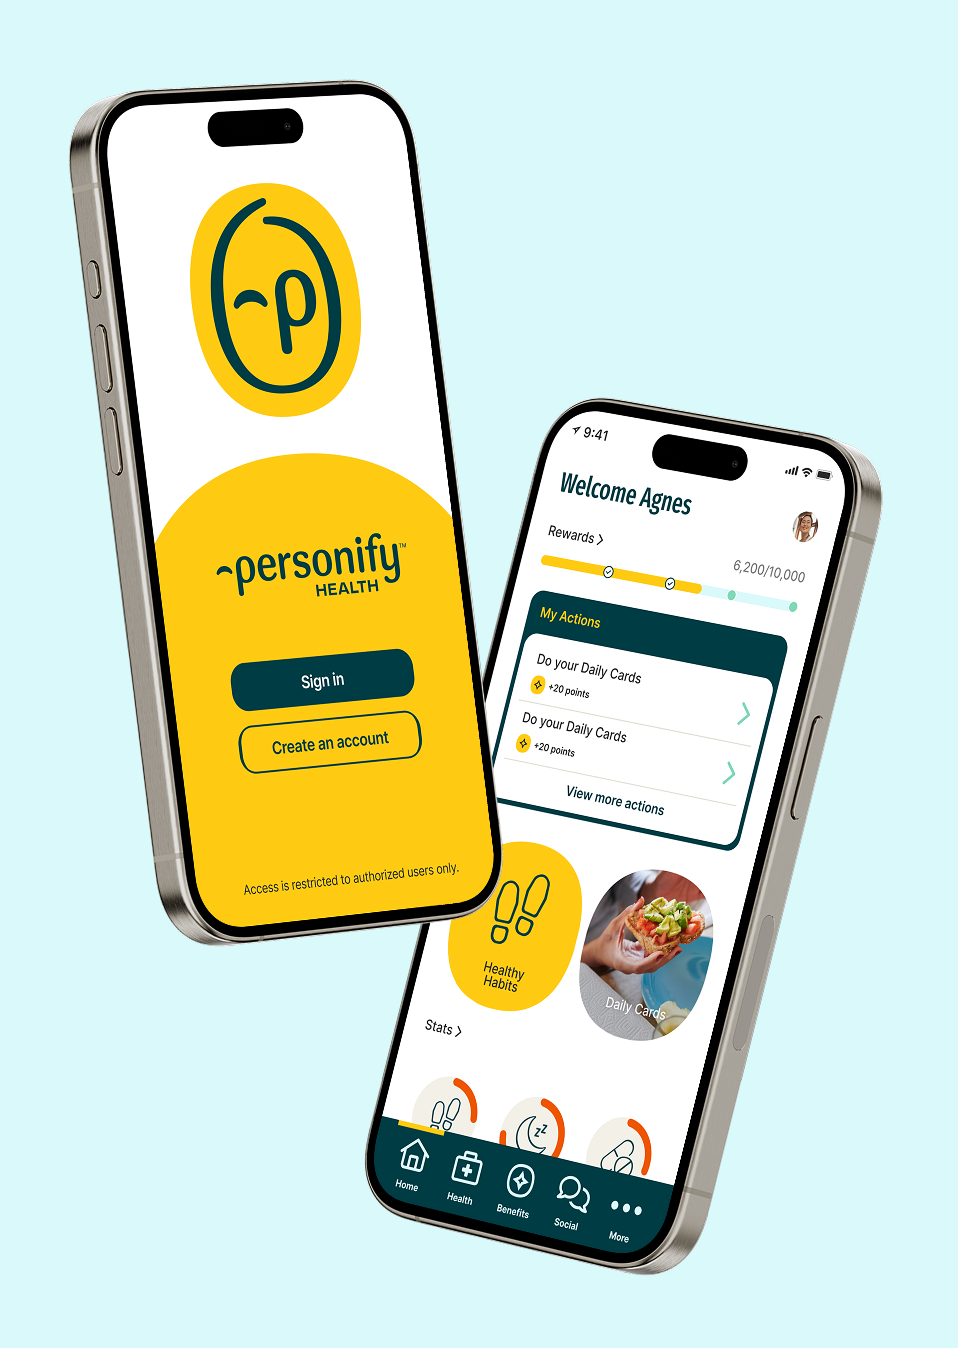 p
personify™
HEALTH
Sign in
Create an account
Access is restricted to authorized users only.
9:41
Welcome Agnes
Rewards
6,200/10,000
My Actions
Do your Daily Cards
+20 points
Do your Daily Cards
+20 points
View more actions
Healthy
Habits
Daily Cards
Stats
zz
Home
Health
Benefits
Social
More